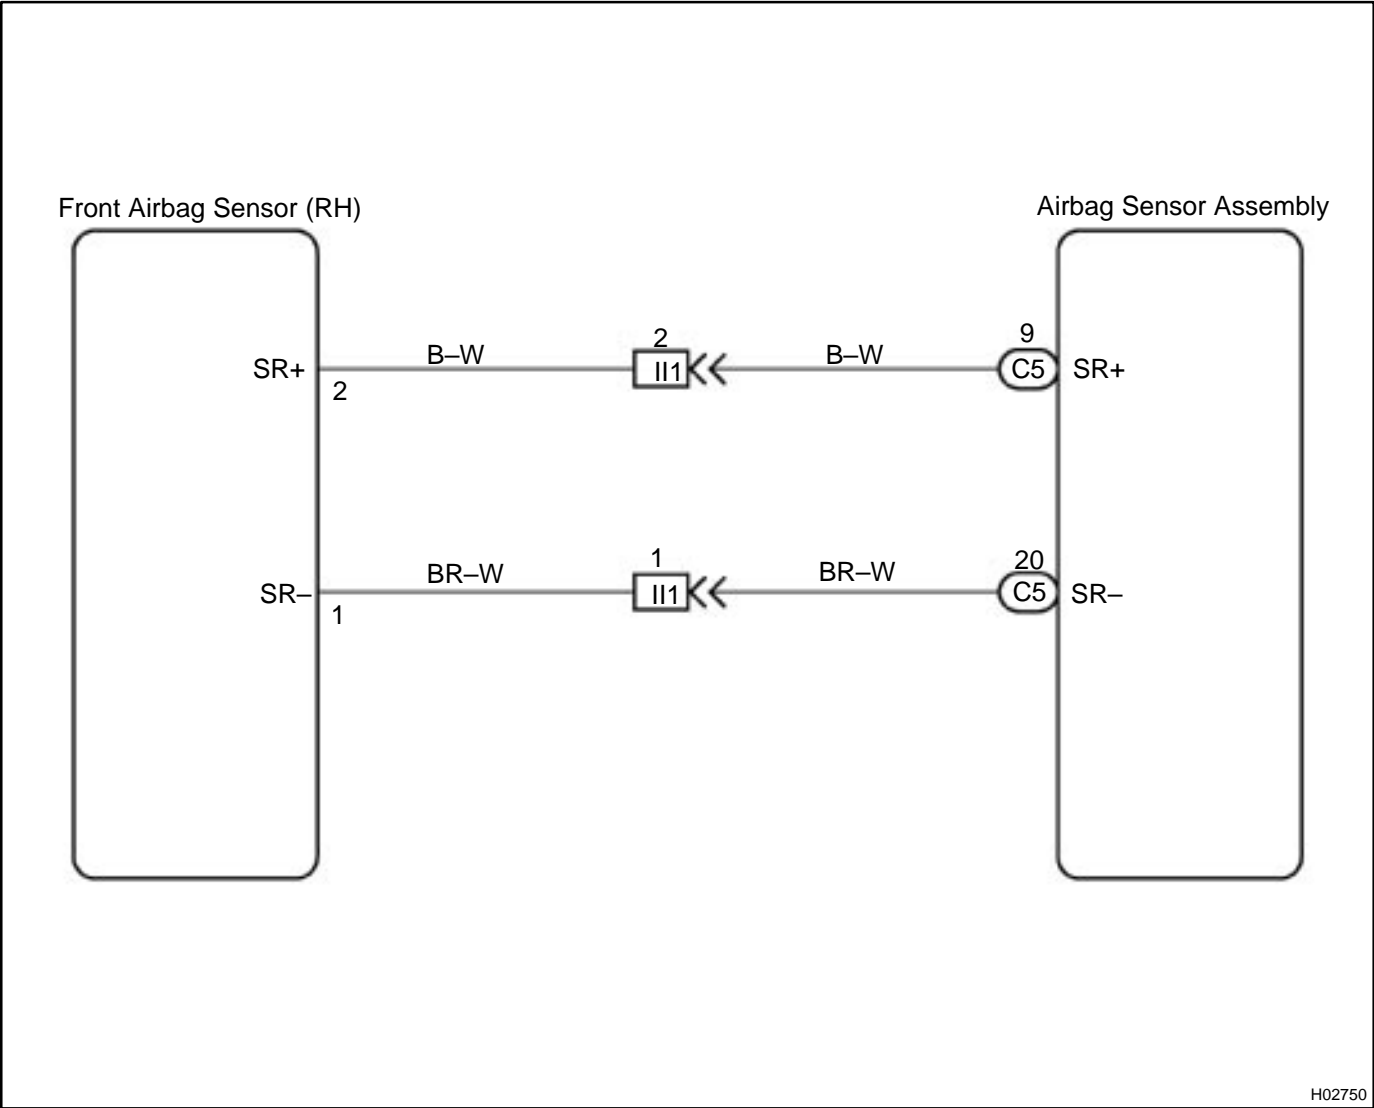 Front Airbag Sensor (RH)
Airbag Sensor Assembly
SR+
2
B–W
2
II1
B–W
9
C5
SR+
SR–
1
BR–W
1
II1
BR–W
20
C5
SR–
H02750